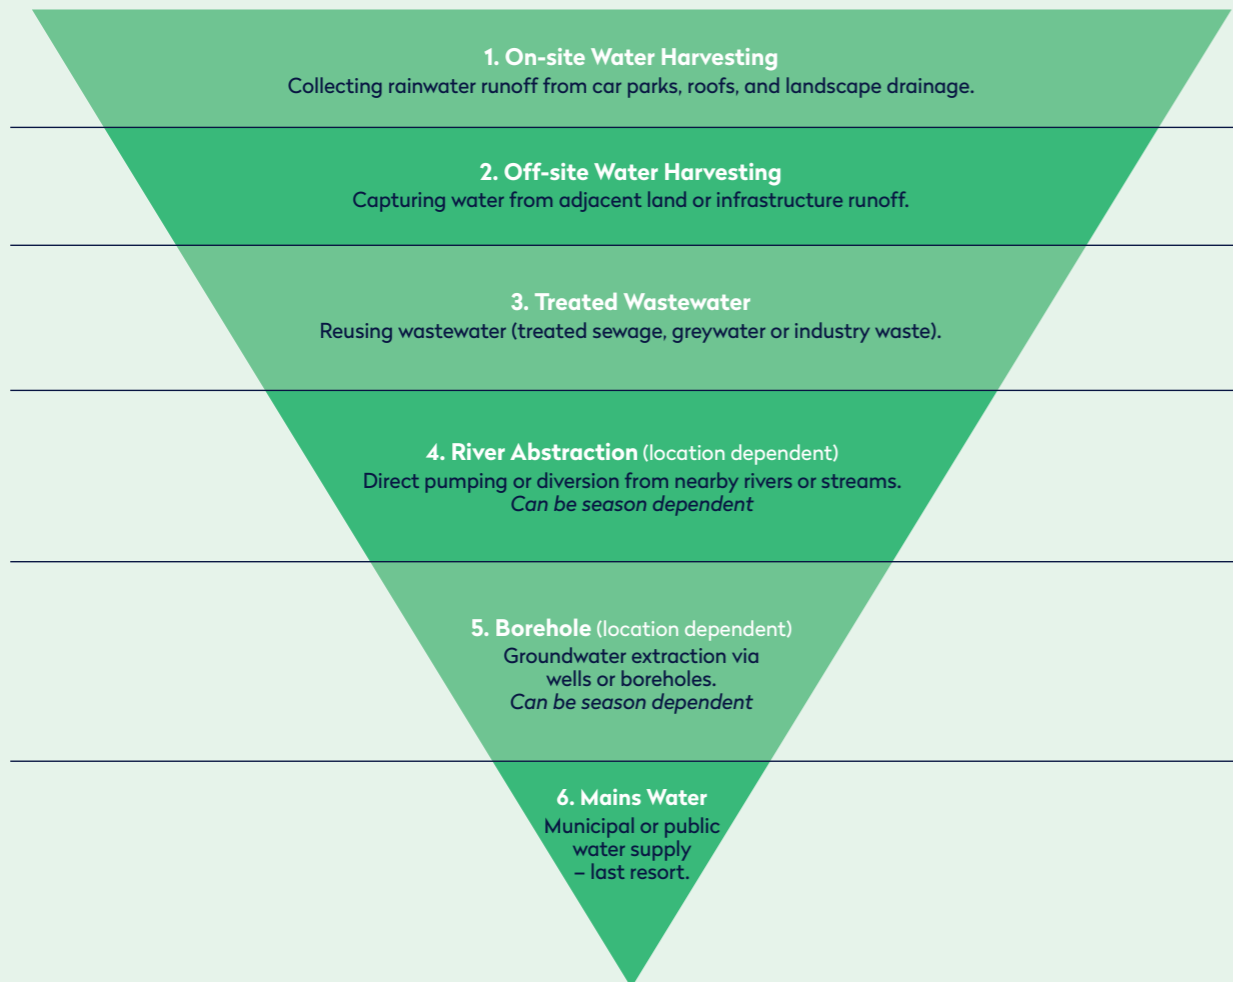 1. On-site Water Harvesting
Collecting rainwater runoff from car parks, roofs, and landscape drainage.
2. Off-site Water Harvesting
Capturing water from adjacent land or infrastructure runoff.
3. Treated Wastewater
Reusing wastewater (treated sewage, greywater or industry waste).
4. River Abstraction (location dependent)
Direct pumping or diversion from nearby rivers or streams.
Can be season dependent
5. Borehole (location dependent)
Groundwater extraction via
wells or boreholes.
Can be season dependent
6. Mains Water
Municipal or public
water supply
– last resort.